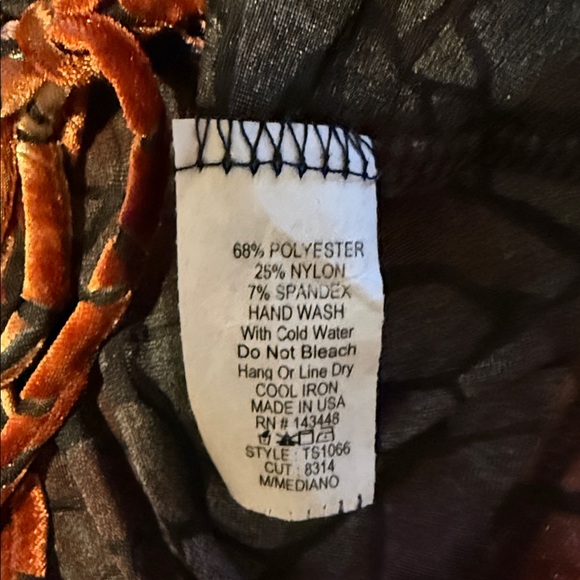 68% POLYESTER
25% NYLON
7% SPANDEX
HAND WASH
With Cold Water
Do Not Bleach
Hang Or Line Dry
COOL IRON
MADE IN USA
RN # 143448
STYLE : TS1066
CUT : 8314
M/MEDIANO